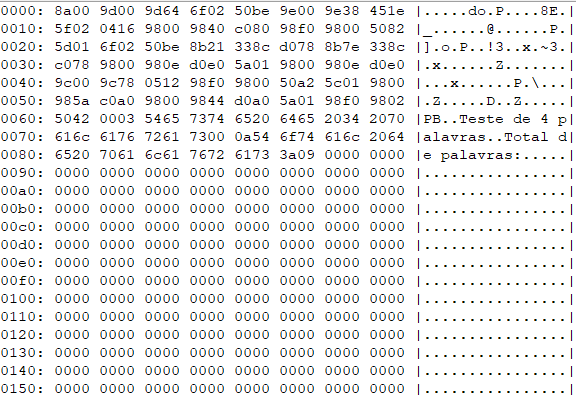 0000: 8a00 9d00 9d64 6f02 50be 9e00 9e38 451e |.....do.P....8E.
0010: 5f02 0416 9800 9840 c080 98f0 9800 5082 |_......@......P.
0020: 5d01 6f02 50be 8b21 338c d078 8b7e 338c |].o.P..!3..x.~3.
0030: c078 9800 980e d0e0 5a01 9800 980e d0e0 |.x......Z.......
0040: 9c00 9c78 0512 98f0 9800 50a2 5c01 9800 |...x......P.\...
0050: 985a c0a0 9800 9844 d0a0 5a01 98f0 9802 |.Z.....D..Z.....
0060: 5042 0003 5465 7374 6520 6465 2034 2070 |PB..Teste de 4 p
0070: 616c 6176 7261 7300 0a54 6f74 616c 2064 |alavras..Total d
0080: 6520 7061 6c61 7672 6173 3a09 0000 0000 |e palavras:.....
0090: 0000 0000 0000 0000 0000 0000 0000 0000 |................
00a0: 0000 0000 0000 0000 0000 0000 0000 0000 |................
00b0: 0000 0000 0000 0000 0000 0000 0000 0000 |................
00c0: 0000 0000 0000 0000 0000 0000 0000 0000 |................
00d0: 0000 0000 0000 0000 0000 0000 0000 0000 |................
00e0: 0000 0000 0000 0000 0000 0000 0000 0000 |................
00f0: 0000 0000 0000 0000 0000 0000 0000 0000 |................
0100: 0000 0000 0000 0000 0000 0000 0000 0000 |................
0110: 0000 0000 0000 0000 0000 0000 0000 0000 |................
0120: 0000 0000 0000 0000 0000 0000 0000 0000 |................
0130: 0000 0000 0000 0000 0000 0000 0000 0000 |................
0140: 0000 0000 0000 0000 0000 0000 0000 0000 |................
0150: 0000 0000 0000 0000 0000 0000 0000 0000 |................